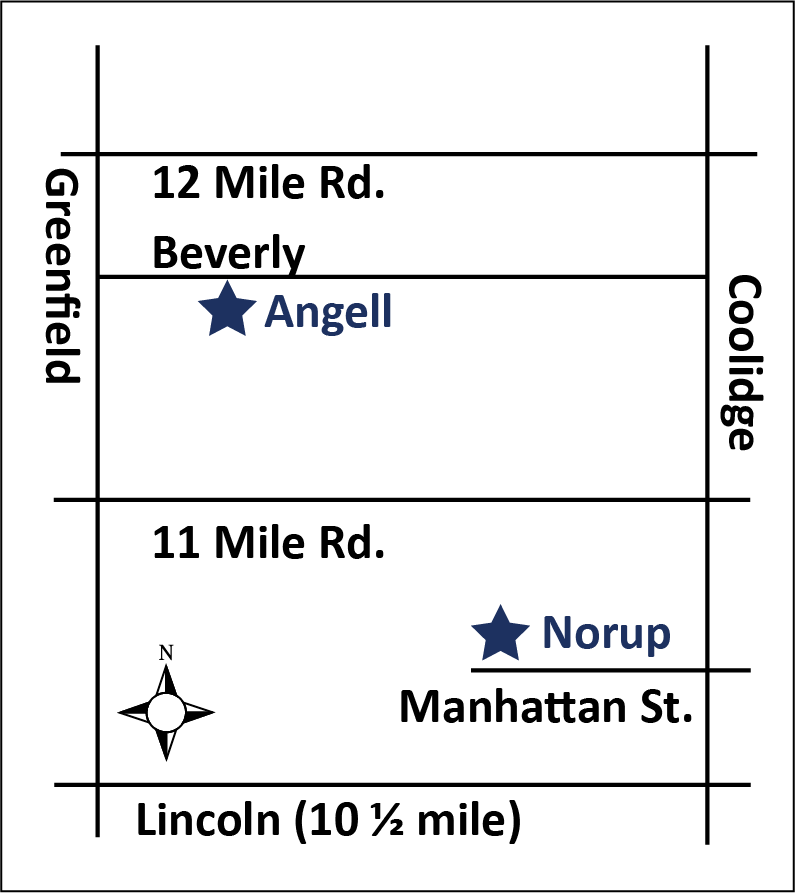 12 Mile Rd.
Greenfield
Beverly
Angell
Coolidge
11 Mile Rd.
Norup
N
Manhattan St.
Lincoln (10 ½ mile)